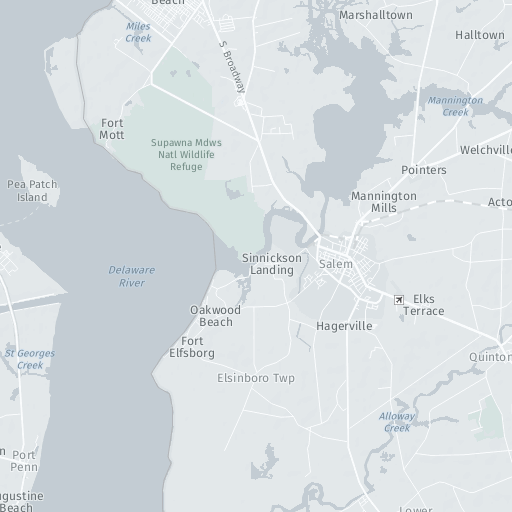 Beach
Marshalltown
Miles
Creek
Halltown
S. Broadway
Mannington
Creek
Fort
Mott
Supawna Mdws
Natl Wildlife
Refuge
Welchville
Pointers
Pea Patch
Island
Mannington
Mills
Acto
Sinnickson
Landing
Salem
Delaware
River
Elks
Terrace
Oakwood
Beach
Hagerville
Fort
Elfsborg
St Georges
Creek
Quinton
Elsinboro Twp
Alloway
Creek
n
Port
Penn
ugustine
Beach
Lower